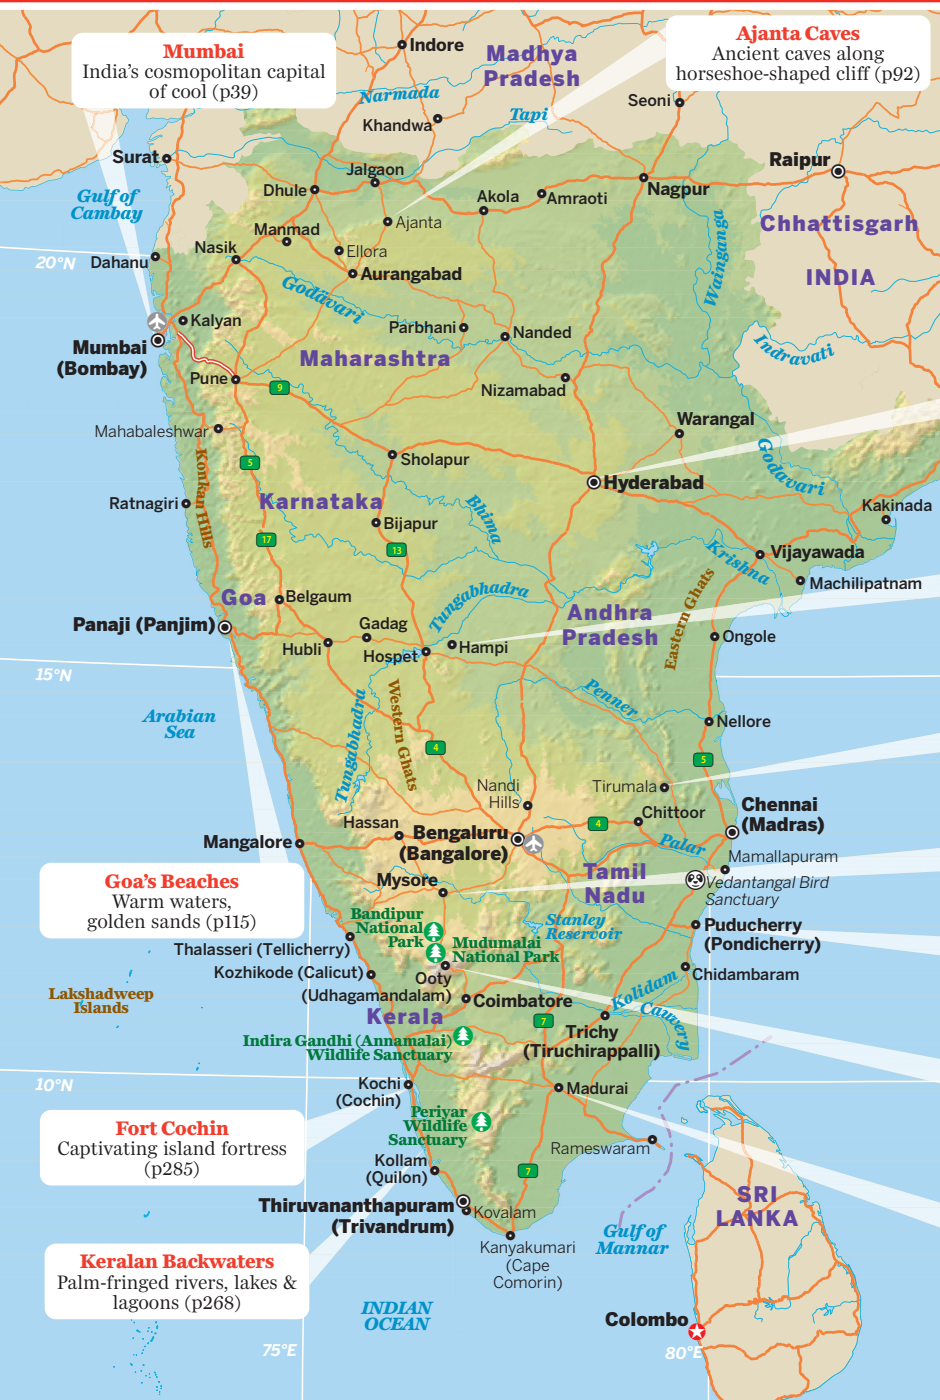 Mumbai
India's cosmopolitan capital
of cool (p39)
Ajanta Caves
Ancient caves along
horseshoe-shaped cliff (p92)
Indore
Madhya
Pradesh
Narmada
Tapi
Seoni
Khandwa
Surat
Jalgaon
Raipur
Dhule
Nagpur
Akola
Amraoti
Gulf of
Cambay
Ajanta
Chhattisgarh
Manmad
Nasik
Ellora
Wainganga
20°N
Dahanu
Aurangabad
INDIA
Godavari
Kalyan
Parbhani
Nanded
Mumbai
(Bombay)
Maharashtra
Indravati
Pune
9
Nizamabad
Mahabaleshwar
Warangal
5
Sholapur
Godavari
Konkan Hills
Hyderabad
Ratnagiri
Karnataka
Bhima
Kakinada
Bijapur
17
13
Krishna
Vijayawada
Machilipatnam
Goa
Belgaum
Tungabhadra
Andhra
Pradesh
Eastern Ghats
Panaji (Panjim)
Gadag
Hubli
Hospet
Hampi
Ongole
15°N
Penner
Arabian
Sea
Tungabhadra
Western Ghats
Nellore
4
5
Nandi
Hills
Tirumala
Hassan
Chittoor
Chennai
(Madras)
4
Bengaluru
(Bangalore)
Mangalore
Palar
Mamallapuram
Goa's Beaches
Warm waters,
golden sands (p115)
Mysore
Tamil
Nadu
Vedantangal Bird
Sanctuary
Bandipur
National
Park
Stanley
Reservoir
Puducherry
(Pondicherry)
Thalasseri (Tellicherry)
Mudumalai
National Park
Kozhikode (Calicut)
Ooty
(Udhagamandalam)
Chidambaram
Lakshadweep
Islands
Coimbatore
Kolidam
Cauvery
Kerala
7
Trichy
(Tiruchirappalli)
Indira Gandhi (Annamalai)
Wildlife Sanctuary
10°N
Kochi
(Cochin)
Madurai
Fort Cochin
Captivating island fortress
(p285)
Periyar
Wildlife
Sanctuary
Rameswaram
Kollam
(Quilon)
7
Thiruvananthapuram
(Trivandrum)
Kovalam
SRI
LANKA
Gulf of
Mannar
Kanyakumari
(Cape
Comorin)
Keralan Backwaters
Palm-fringed rivers, lakes &
lagoons (p268)
INDIAN
OCEAN
Colombo
75°E
80°E